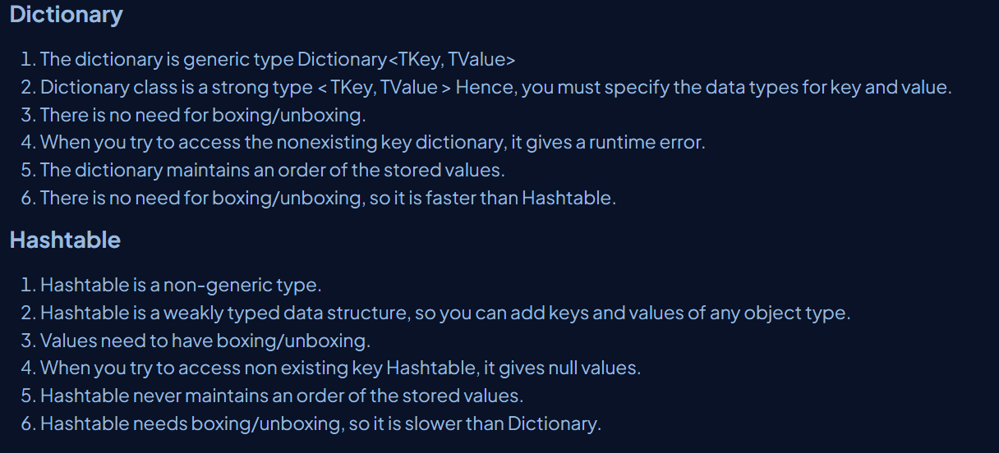 Dictionary
1. The dictionary is generic type Dictionary<TKey, TValue>
2. Dictionary class is a strong type < TKey, TValue > Hence, you must specify the data types for key and value.
3. There is no need for boxing/unboxing.
4. When you try to access the nonexisting key dictionary, it gives a runtime error.
5. The dictionary maintains an order of the stored values.
6. There is no need for boxing/unboxing, so it is faster than Hashtable.
Hashtable
1. Hashtable is a non-generic type.
2. Hashtable is a weakly typed data structure, so you can add keys and values of any object type.
3. Values need to have boxing/unboxing.
4. When you try to access non existing key Hashtable, it gives null values.
5. Hashtable never maintains an order of the stored values.
6. Hashtable needs boxing/unboxing, so it is slower than Dictionary.